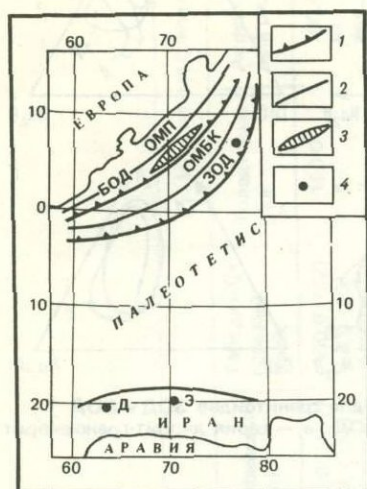 60 70
ЕВРОПА
10
ОМП
БОД
ОМБК
ЗОД
0
ПАЛЕОТЕТИС
10 10
20 20
Д Э
ИРАН
АРАВИЯ
60 70 80
1
2
3
4